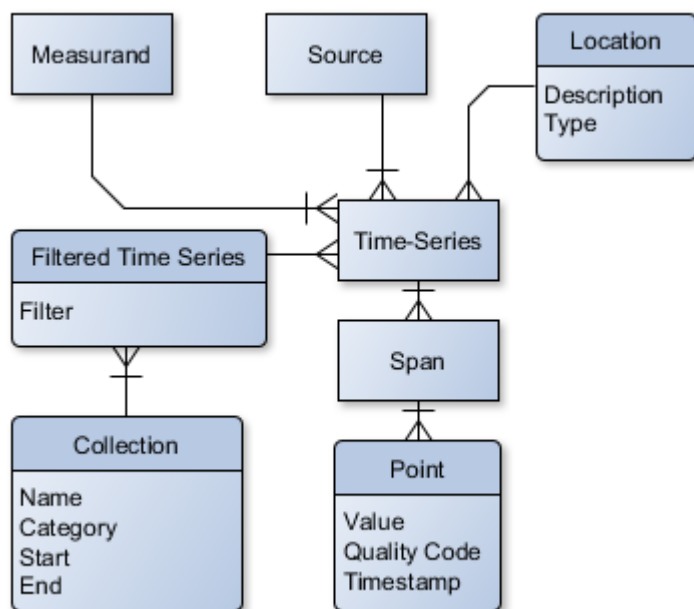 Measurand
Source
Location
Description
Type
Time-Series
Filtered Time Series
Filter
Span
Collection
Name
Category
Start
End
Point
Value
Quality Code
Timestamp